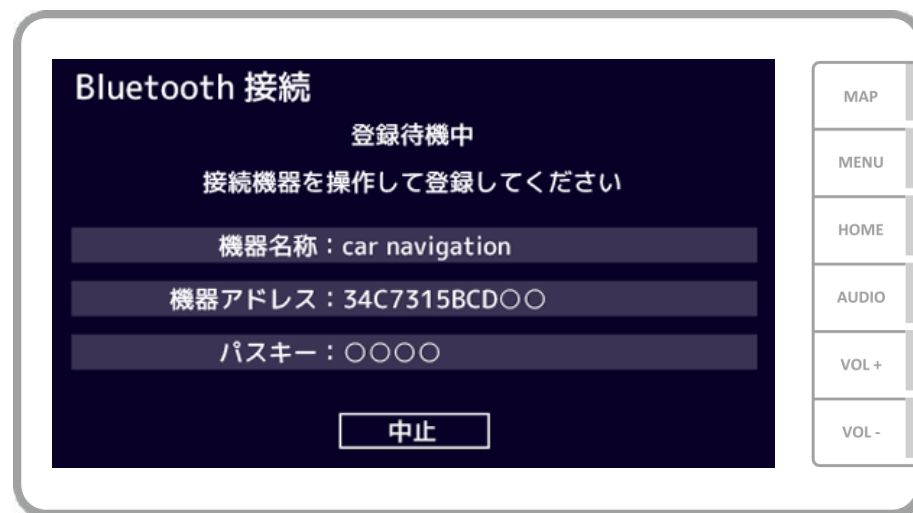 Bluetooth 接続
登録待機中
接続機器を操作して登録してください
機器名称：car navigation
機器アドレス：34C7315BCD○○
パスキー：○○○○
中止
MAP
MENU
HOME
AUDIO
VOL +
VOL -